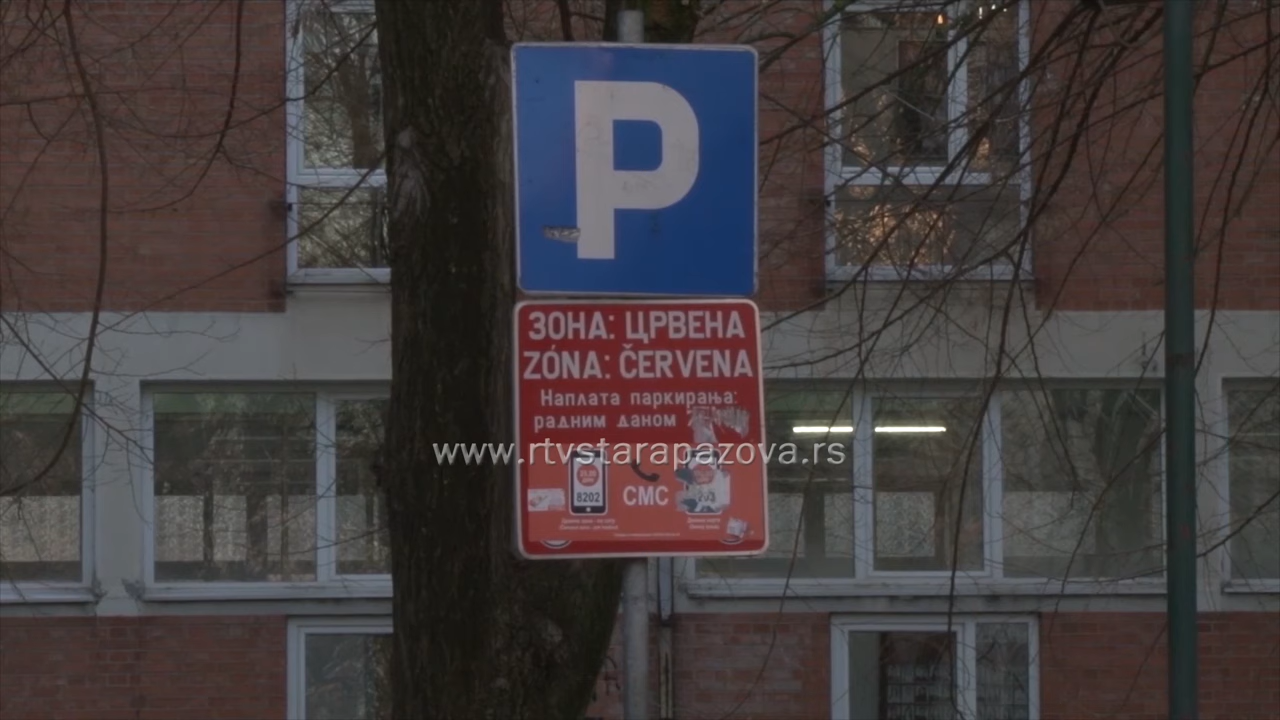 P
ЗОНА: ЦРВЕНА
ZÓNA: ČERVENA
Наплата паркирања:
радним даном
www.rtvstarapazova.rs
8202
СМС